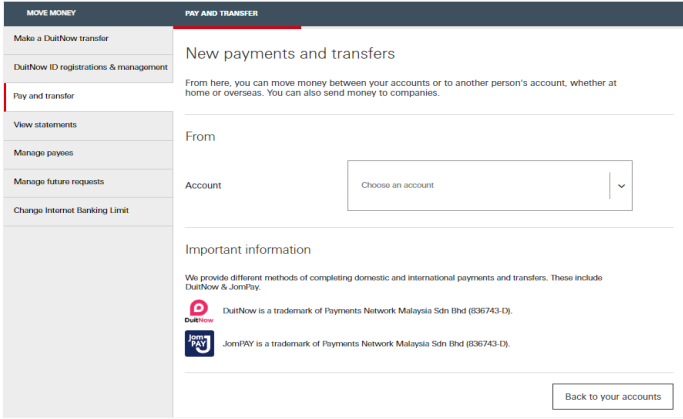 MOVE MONEY
PAY AND TRANSFER
Make a DuitNow transfer
DuitNow ID registrations & management
Pay and transfer
View statements
Manage payees
Manage future requests
Change Internet Banking Limit
New payments and transfers
From here, you can move money between your accounts or to another person's account, whether at
home or overseas. You can also send money to companies.
From
Account
Choose an account
Important information
We provide different methods of completing domestic and international payments and transfers. These include
DuitNow & JomPay.
DuitNow
DuitNow is a trademark of Payments Network Malaysia Sdn Bhd (836743-D).
Jom
PAY
JomPAY is a trademark of Payments Network Malaysia Sdn Bhd (836743-D).
Back to your accounts